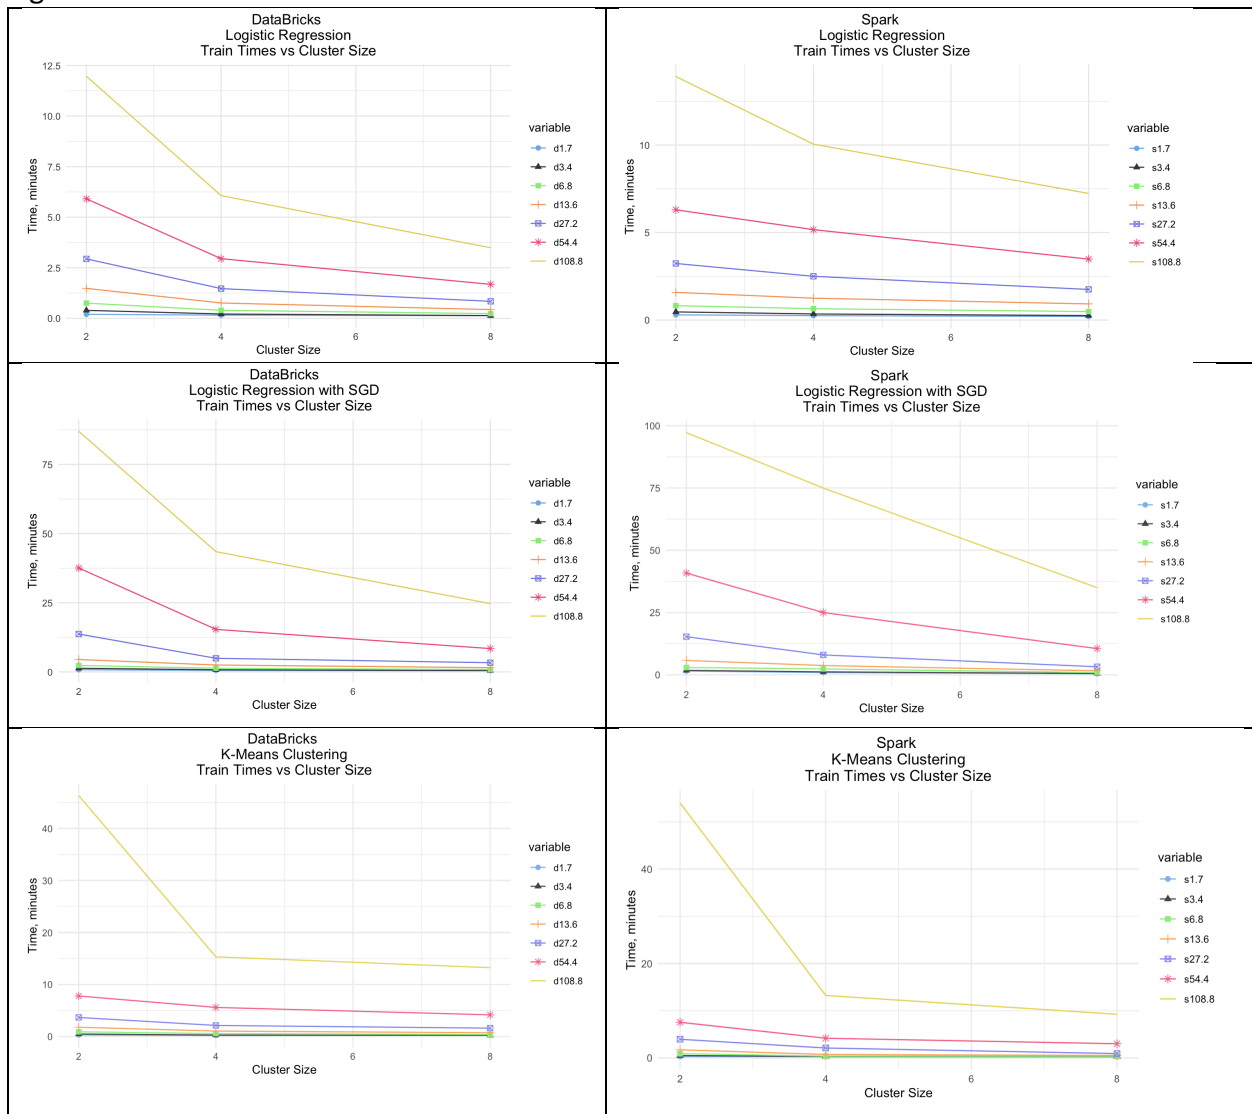 DataBricks
Logistic Regression
Train Times vs Cluster Size
12.5
10.0
7.5
5.0
2.5
0.0
Time, minutes
2
4
6
8
Cluster Size
variable
d1.7
d3.4
d6.8
d13.6
d27.2
d54.4
d108.8
Spark
Logistic Regression
Train Times vs Cluster Size
10
5
0
Time, minutes
2
4
6
8
Cluster Size
variable
s1.7
s3.4
s6.8
s13.6
s27.2
s54.4
s108.8
DataBricks
Logistic Regression with SGD
Train Times vs Cluster Size
75
50
25
0
Time, minutes
2
4
6
8
Cluster Size
variable
d1.7
d3.4
d6.8
d13.6
d27.2
d54.4
d108.8
Spark
Logistic Regression with SGD
Train Times vs Cluster Size
100
75
50
25
0
Time, minutes
2
4
6
8
Cluster Size
variable
s1.7
s3.4
s6.8
s13.6
s27.2
s54.4
s108.8
DataBricks
K-Means Clustering
Train Times vs Cluster Size
40
30
20
10
0
Time, minutes
2
4
6
8
Cluster Size
variable
d1.7
d3.4
d6.8
d13.6
d27.2
d54.4
d108.8
Spark
K-Means Clustering
Train Times vs Cluster Size
40
20
0
Time, minutes
2
4
6
8
Cluster Size
variable
s1.7
s3.4
s6.8
s13.6
s27.2
s54.4
s108.8